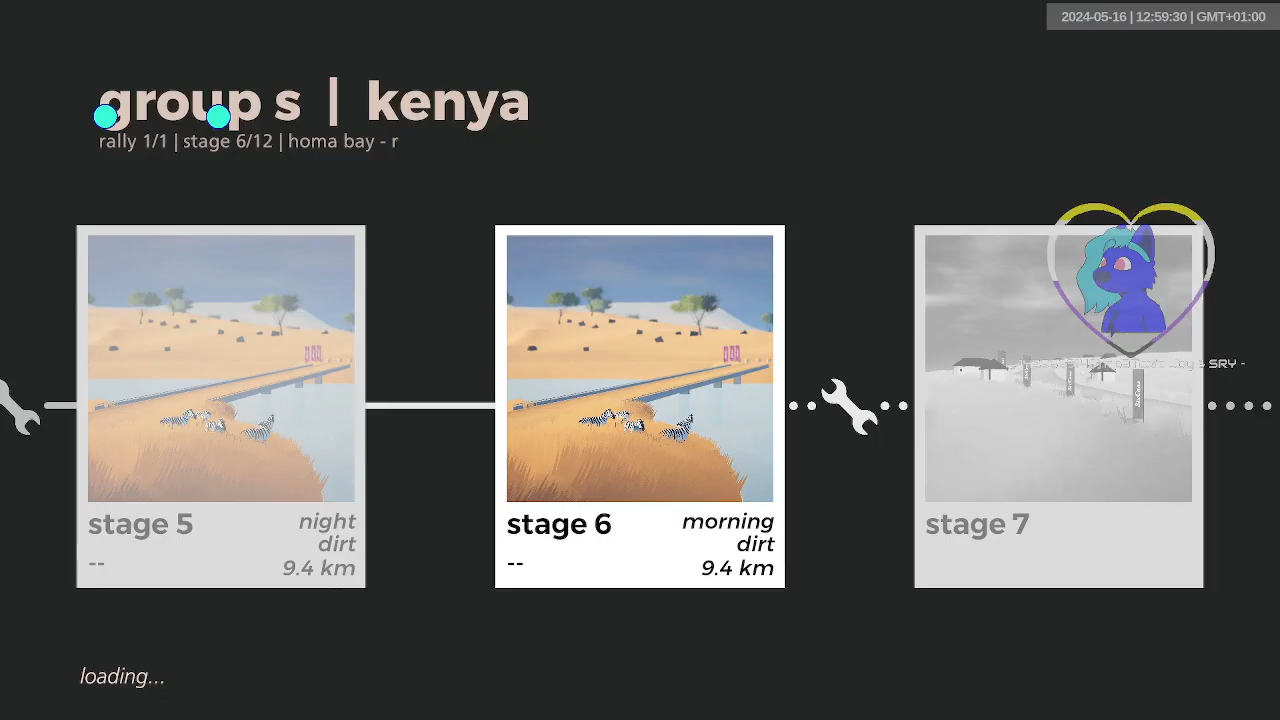 2024-05-16 | 12:59:30 | GMT+01:00
group s | kenya
rally 1/1 | stage 6/12 | homa bay - r
stage 5
night
dirt
--
9.4 km
stage 6
morning
dirt
--
9.4 km
SRY -
stage 7
loading...